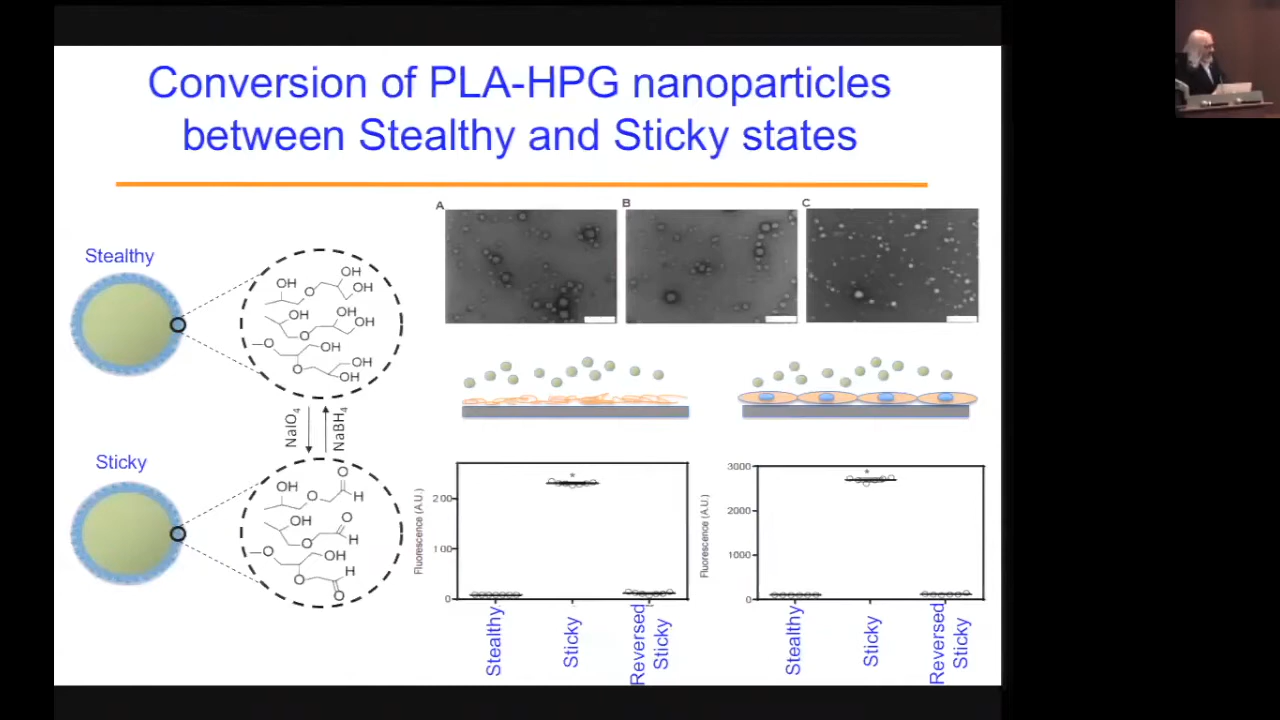 Conversion of PLA-HPG nanoparticles
between Stealthy and Sticky states
Stealthy
OH
OH
OH
O
OH
OH
OH
O
O
OH
OH
O
OH
NaIO4
NaBH4
Sticky
OH
O
O
H
OH
O
O
H
O
OH
O
H
O
A
B
C
Fluorescence (A.U.)
200
100
0
*
Stealthy
Sticky
Reversed
Sticky
Fluorescence (A.U.)
3000
2000
1000
0
*
Stealthy
Sticky
Reversed
Sticky